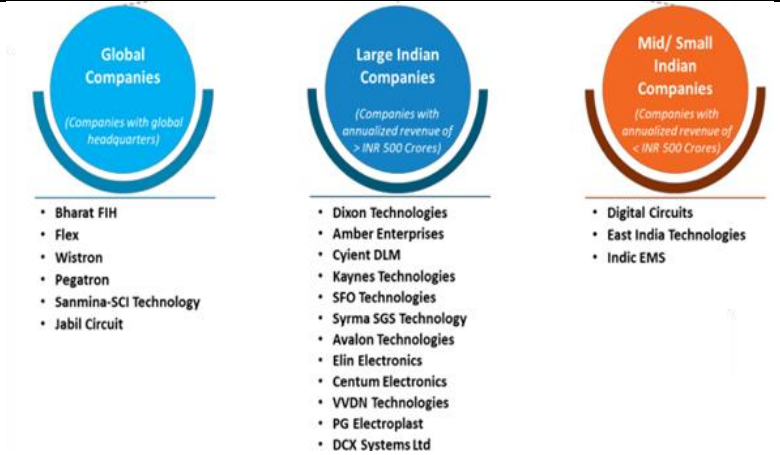 Global
Companies
(Companies with global
headquarters)
• Bharat FIH
• Flex
• Wistron
• Pegatron
• Sanmina-SCI Technology
• Jabil Circuit
Large Indian
Companies
(Companies with
annualized revenue of
> INR 500 Crores)
• Dixon Technologies
• Amber Enterprises
• Cyient DLM
• Kaynes Technologies
• SFO Technologies
• Syrma SGS Technology
• Avalon Technologies
• Elin Electronics
• Centum Electronics
• VVDN Technologies
• PG Electroplast
• DCX Systems Ltd
Mid/ Small
Indian
Companies
(Companies with
annualized revenue of
< INR 500 Crores)
• Digital Circuits
• East India Technologies
• Indic EMS